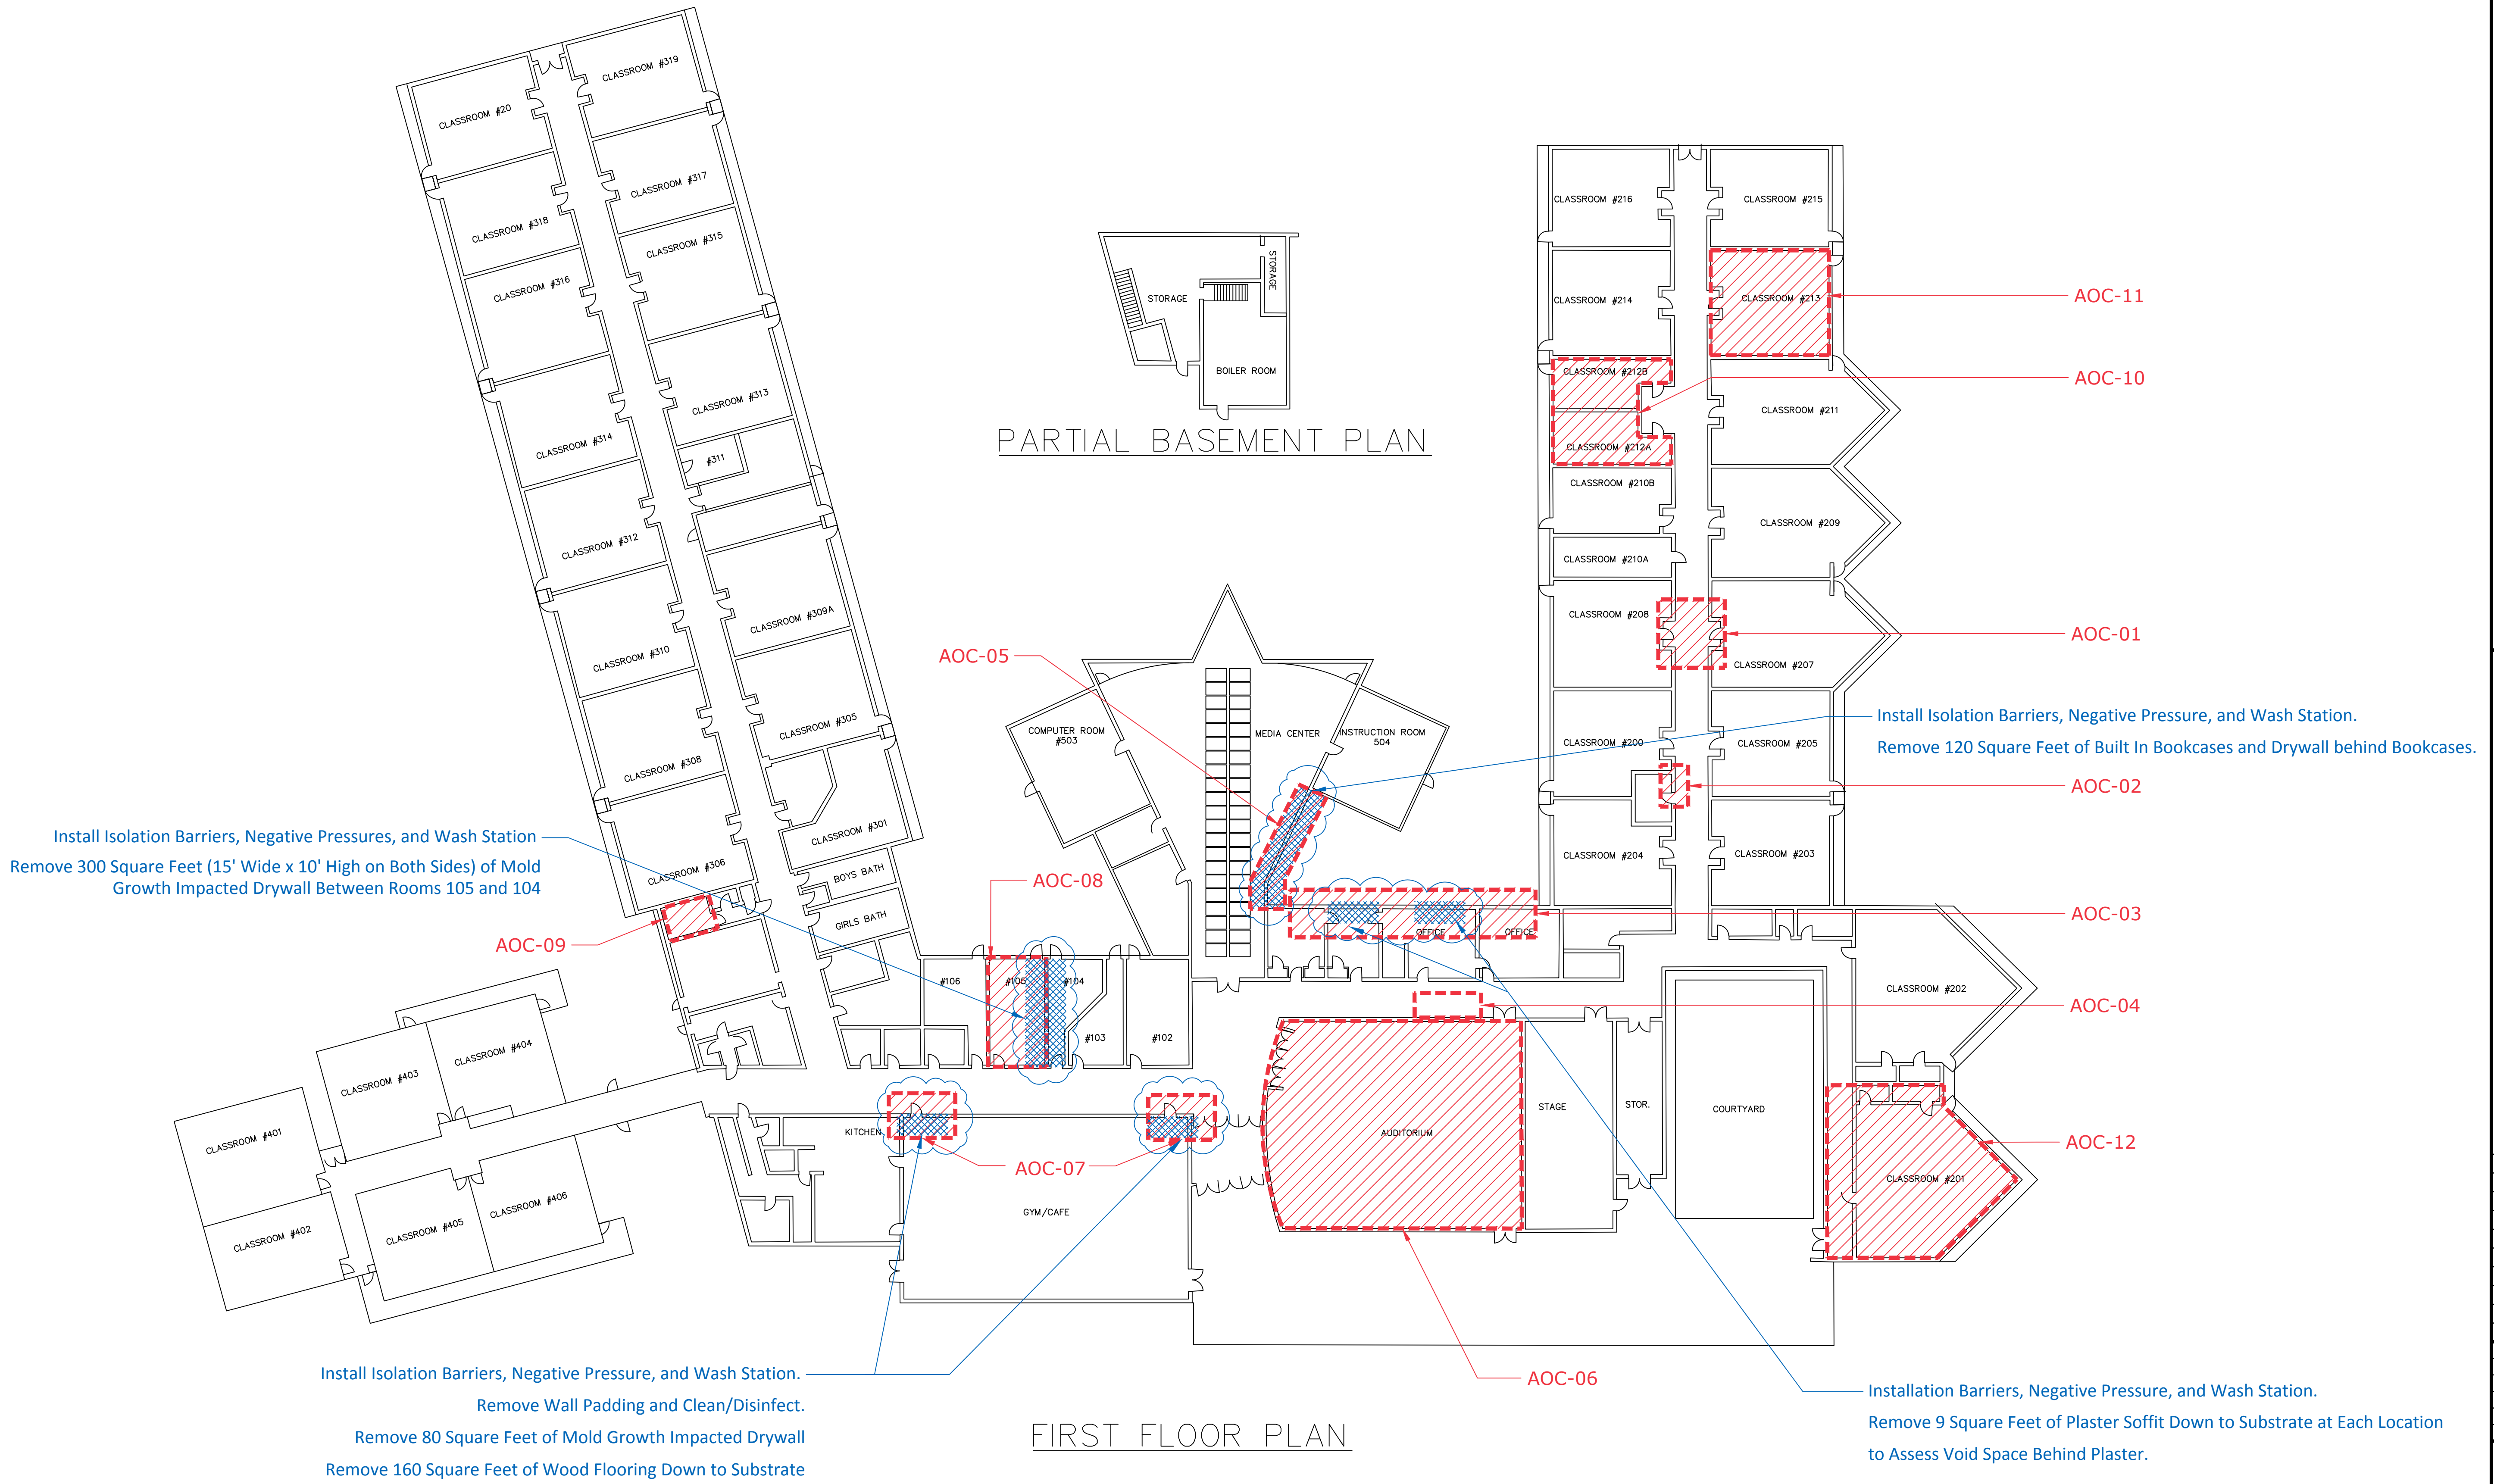 CLASSROOM #319
CLASSROOM #20
CLASSROOM #317
CLASSROOM #318
CLASSROOM #315
CLASSROOM #316
CLASSROOM #313
CLASSROOM #314
#311
CLASSROOM #312
CLASSROOM #309A
CLASSROOM #310
CLASSROOM #305
CLASSROOM #308
CLASSROOM #301
CLASSROOM #306
BOYS BATH
GIRLS BATH
STORAGE
STORAGE
BOILER ROOM
PARTIAL BASEMENT PLAN
CLASSROOM #216
CLASSROOM #215
CLASSROOM #214
CLASSROOM #213
AOC-11
CLASSROOM #212B
AOC-10
CLASSROOM #211
CLASSROOM #212A
CLASSROOM #210B
CLASSROOM #209
CLASSROOM #210A
CLASSROOM #208
AOC-01
CLASSROOM #207
AOC-05
COMPUTER ROOM
#503
MEDIA CENTER
INSTRUCTION ROOM
504
CLASSROOM #200
CLASSROOM #205
Install Isolation Barriers, Negative Pressure, and Wash Station.
Remove 120 Square Feet of Built In Bookcases and Drywall behind Bookcases.
AOC-02
CLASSROOM #204
CLASSROOM #203
Install Isolation Barriers, Negative Pressures, and Wash Station
Remove 300 Square Feet (15' Wide x 10' High on Both Sides) of Mold
Growth Impacted Drywall Between Rooms 105 and 104
AOC-08
AOC-09
AOC-03
OFFICE
OFFICE
#106
#105
#104
#103
#102
CLASSROOM #202
AOC-04
CLASSROOM #404
CLASSROOM #403
CLASSROOM #401
CLASSROOM #402
CLASSROOM #405
CLASSROOM #406
KITCHEN
AOC-07
GYM/CAFE
AUDITORIUM
STAGE
STOR.
COURTYARD
AOC-12
CLASSROOM #201
AOC-06
Install Isolation Barriers, Negative Pressure, and Wash Station.
Remove Wall Padding and Clean/Disinfect.
Remove 80 Square Feet of Mold Growth Impacted Drywall
Remove 160 Square Feet of Wood Flooring Down to Substrate
FIRST FLOOR PLAN
Installation Barriers, Negative Pressure, and Wash Station.
Remove 9 Square Feet of Plaster Soffit Down to Substrate at Each Location
to Assess Void Space Behind Plaster.